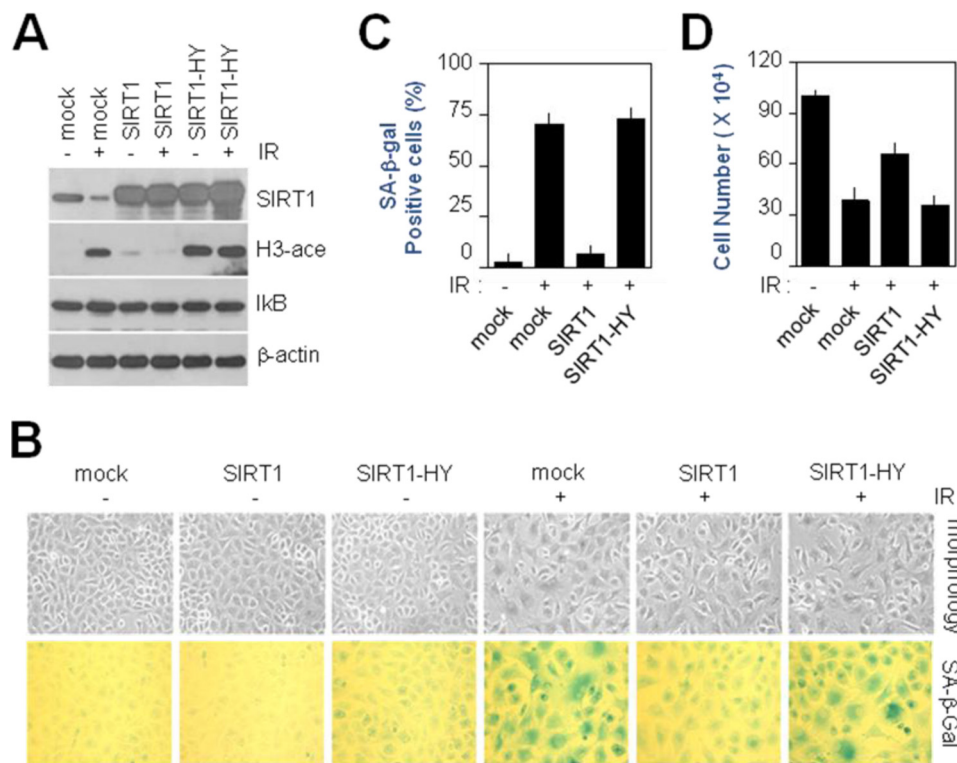 A
mock
mock
SIRT1
SIRT1
SIRT1-HY
SIRT1-HY
- + - + - + IR
SIRT1
H3-ace
IkB
β-actin
C
SA-β-gal
Positive cells (%)
100
75
50
25
0
IR : - + + +
mock
mock
SIRT1
SIRT1-HY
D
Cell Number ( X 10⁴)
120
90
60
30
0
IR : - + + +
mock
mock
SIRT1
SIRT1-HY
B
mock SIRT1 SIRT1-HY mock SIRT1 SIRT1-HY
- - - + + + IR
morphology
SA-β-Gal